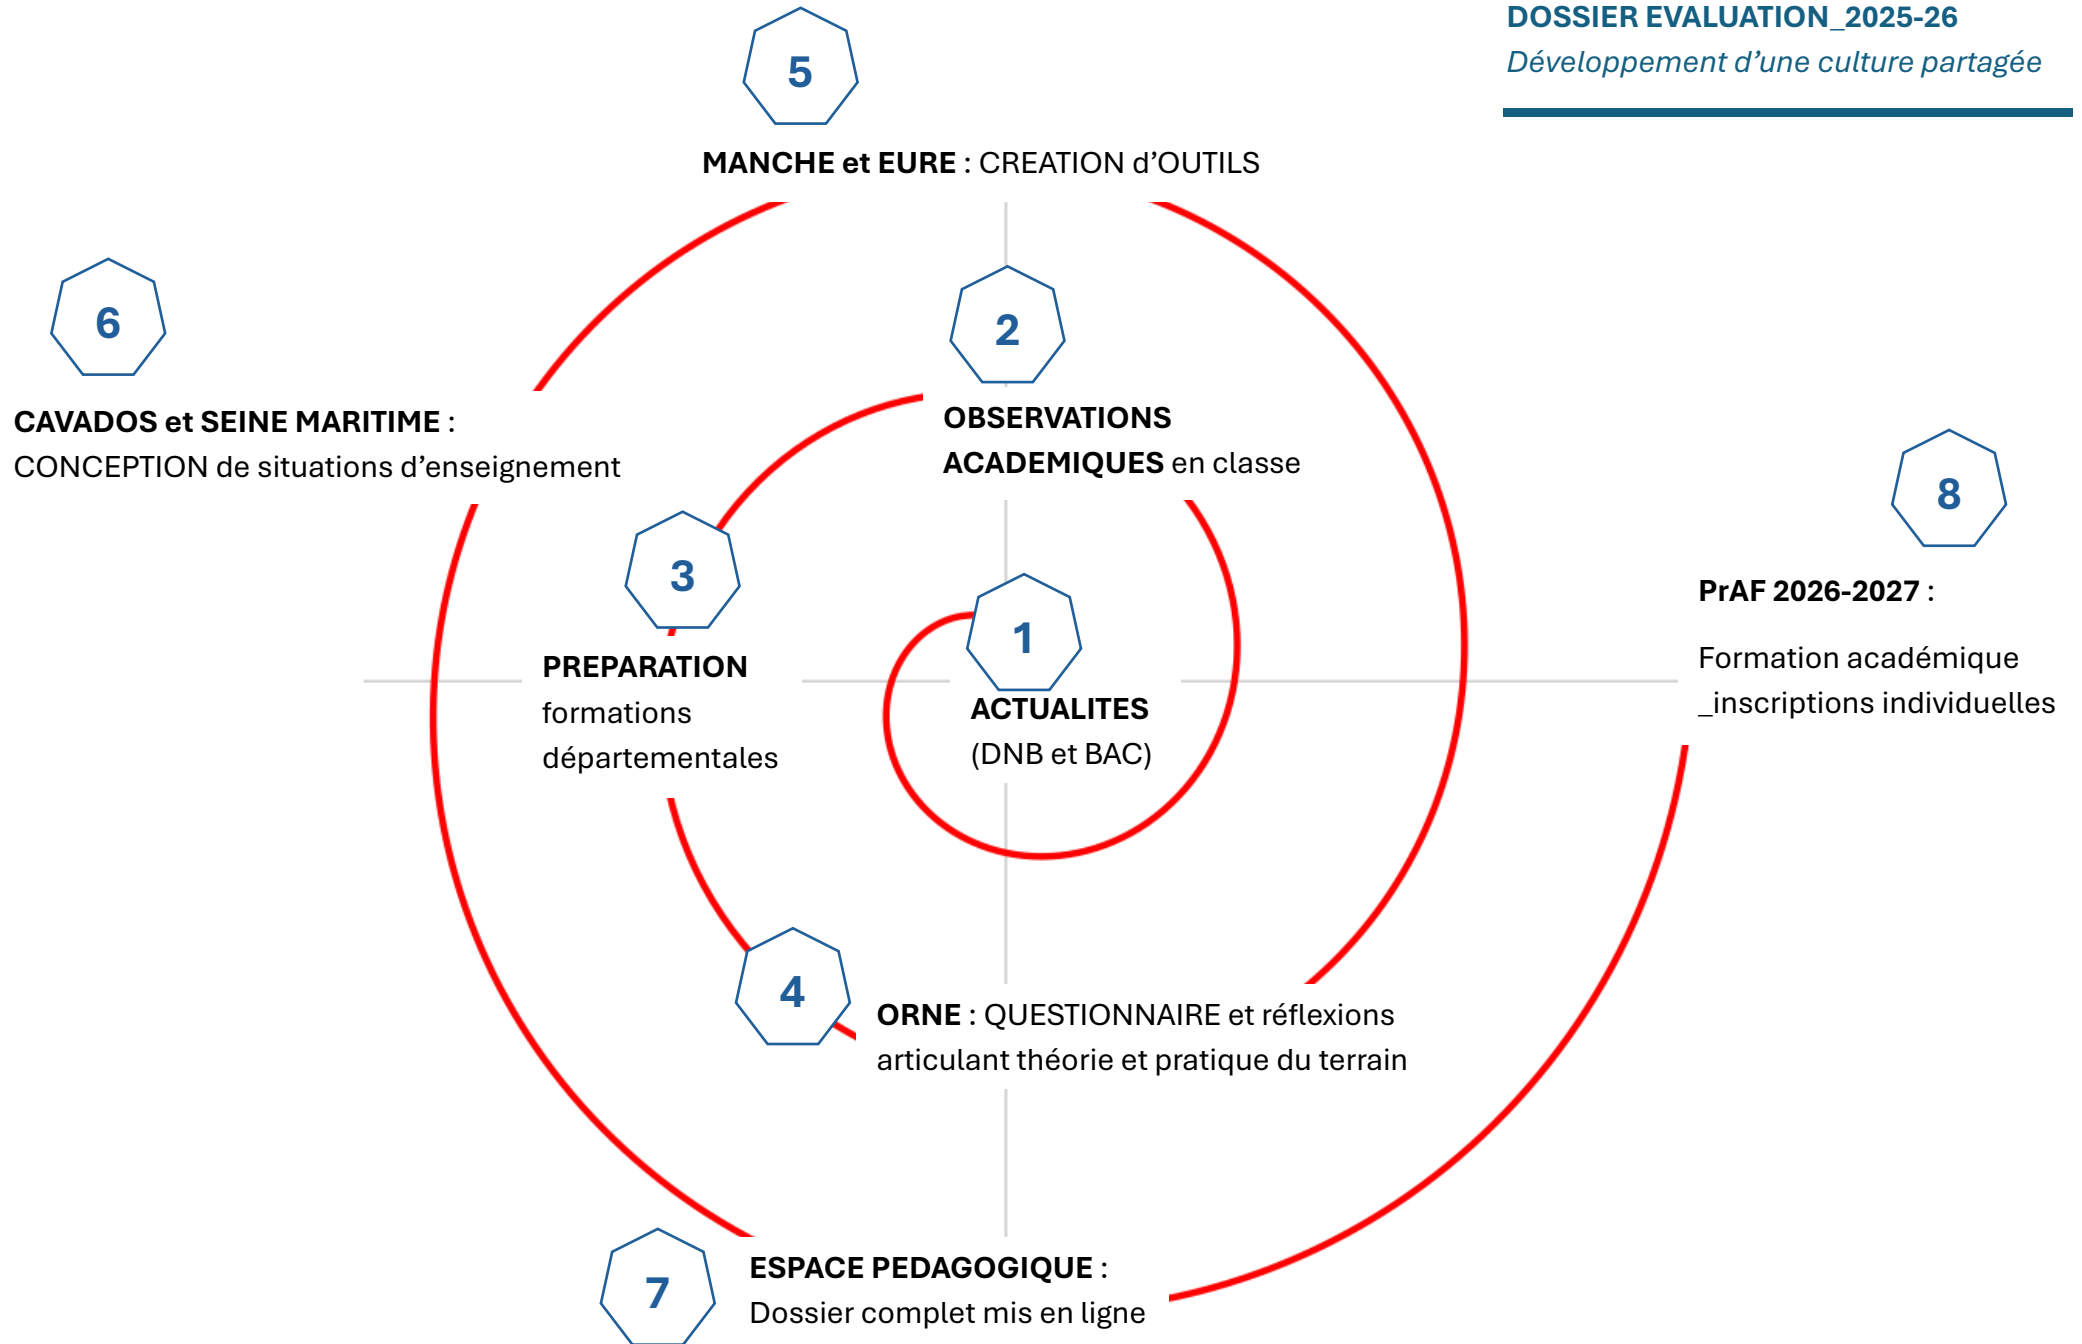 DOSSIER EVALUATION_2025-26
Développement d’une culture partagée
5
MANCHE et EURE : CREATION d’OUTILS
6
CAVADOS et SEINE MARITIME :
CONCEPTION de situations d’enseignement
2
OBSERVATIONS
ACADEMIQUES en classe
8
PrAF 2026-2027 :
Formation académique
_inscriptions individuelles
3
PREPARATION
formations
départementales
1
ACTUALITES
(DNB et BAC)
4
ORNE : QUESTIONNAIRE et réflexions
articulant théorie et pratique du terrain
7
ESPACE PEDAGOGIQUE :
Dossier complet mis en ligne